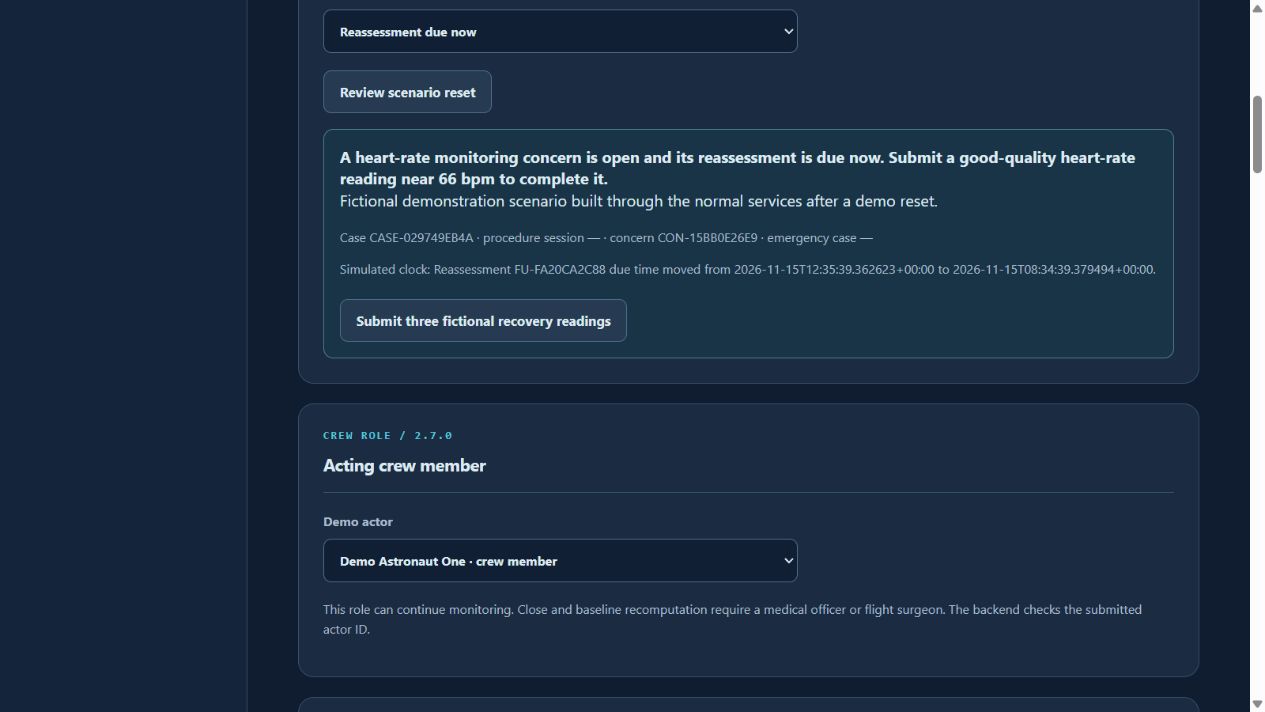 Reassessment due now
Review scenario reset
A heart-rate monitoring concern is open and its reassessment is due now. Submit a good-quality heart-rate
reading near 66 bpm to complete it.
Fictional demonstration scenario built through the normal services after a demo reset.
Case CASE-029749EB4A · procedure session — · concern CON-15BB0E26E9 · emergency case —
Simulated clock: Reassessment FU-FA20CA2C88 due time moved from 2026-11-15T12:35:39.362623+00:00 to 2026-11-15T08:34:39.379494+00:00.
Submit three fictional recovery readings
CREW ROLE / 2.7.0
Acting crew member
Demo actor
Demo Astronaut One · crew member
This role can continue monitoring. Close and baseline recomputation require a medical officer or flight surgeon. The backend checks the submitted
actor ID.